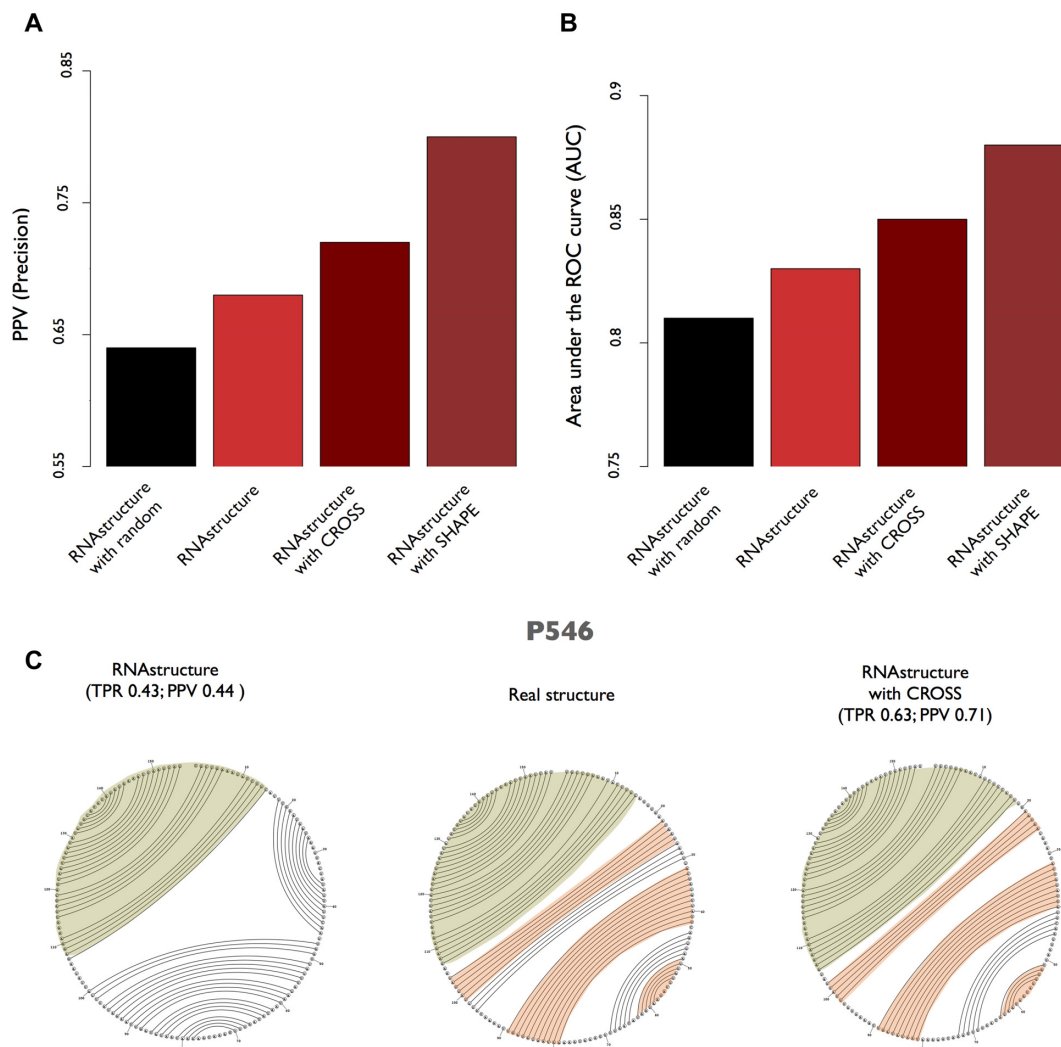 A
PPV (Precision)
0.85
0.75
0.65
0.55
RNAstructure
with random
RNAstructure
RNAstructure
with CROSS
RNAstructure
with SHAPE
B
Area under the ROC curve (AUC)
0.9
0.85
0.8
0.75
RNAstructure
with random
RNAstructure
RNAstructure
with CROSS
RNAstructure
with SHAPE
P546
C
RNAstructure
(TPR 0.43; PPV 0.44 )
Real structure
RNAstructure
with CROSS
(TPR 0.63; PPV 0.71)